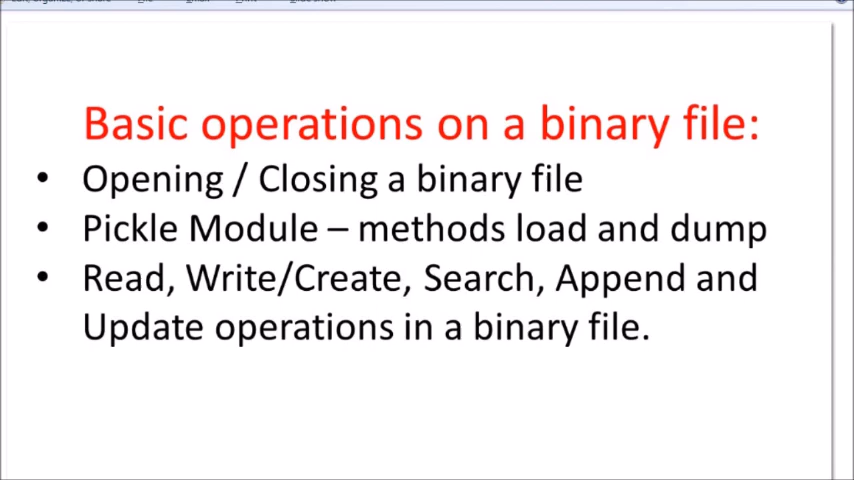 Basic operations on a binary file:
• Opening / Closing a binary file
• Pickle Module – methods load and dump
• Read, Write/Create, Search, Append and
Update operations in a binary file.